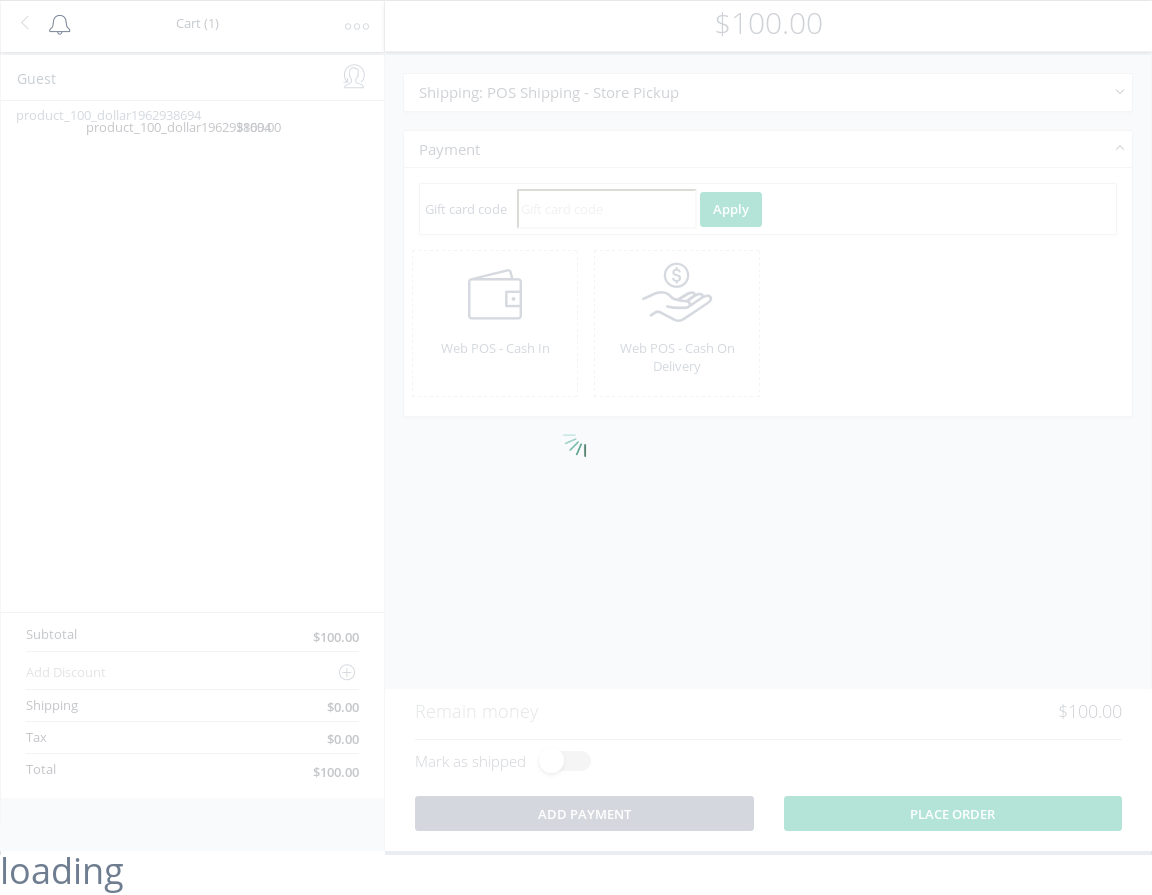 Cart (1)
$100.00
Guest
product_100_dollar1962938694
product_100_dollar1962938694
$100.00
Shipping: POS Shipping - Store Pickup
Payment
Gift card code
Gift card code
Apply
Web POS - Cash In
Web POS - Cash On
Delivery
Subtotal
$100.00
Add Discount
Shipping
$0.00
Tax
$0.00
Total
$100.00
Remain money
$100.00
Mark as shipped
ADD PAYMENT
PLACE ORDER
loading